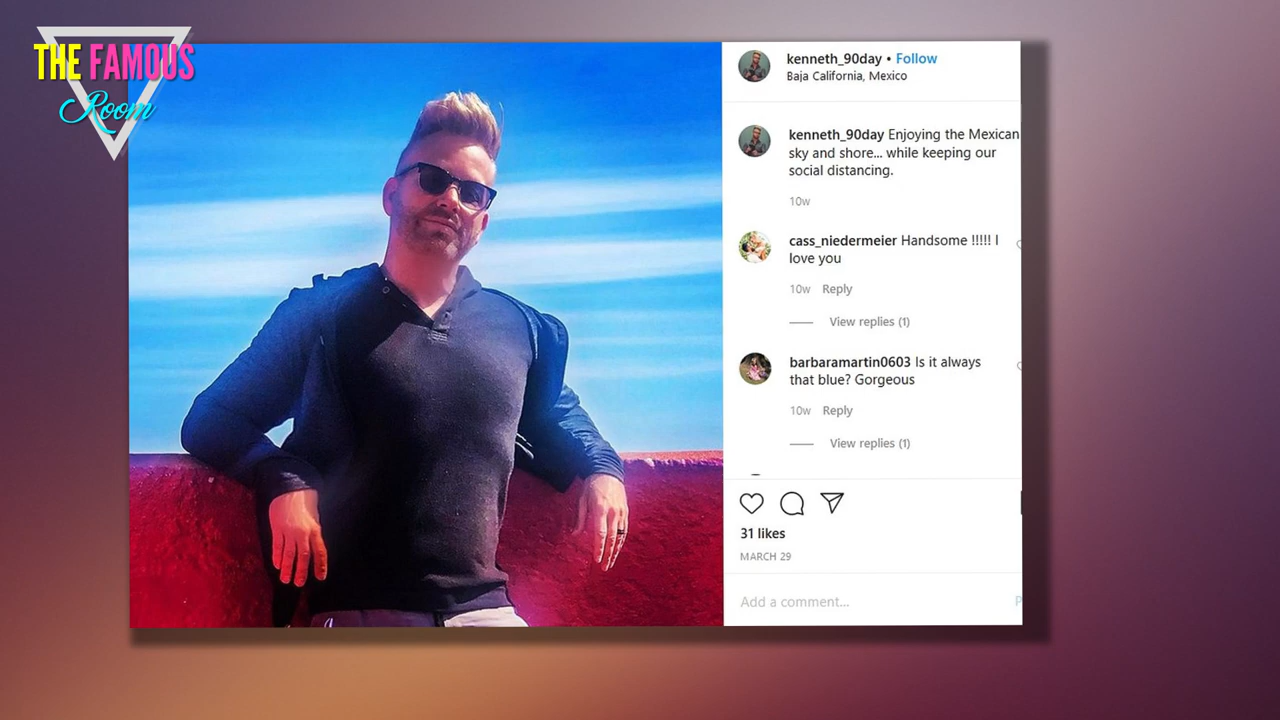 THE FAMOUS
Room
kenneth_90day • Follow
Baja California, Mexico
kenneth_90day Enjoying the Mexican
sky and shore... while keeping our
social distancing.
10w
cass_niedermeier Handsome !!!!! I
love you
10w Reply
View replies (1)
barbaramartin0603 Is it always
that blue? Gorgeous
10w Reply
View replies (1)
31 likes
MARCH 29
Add a comment...
P